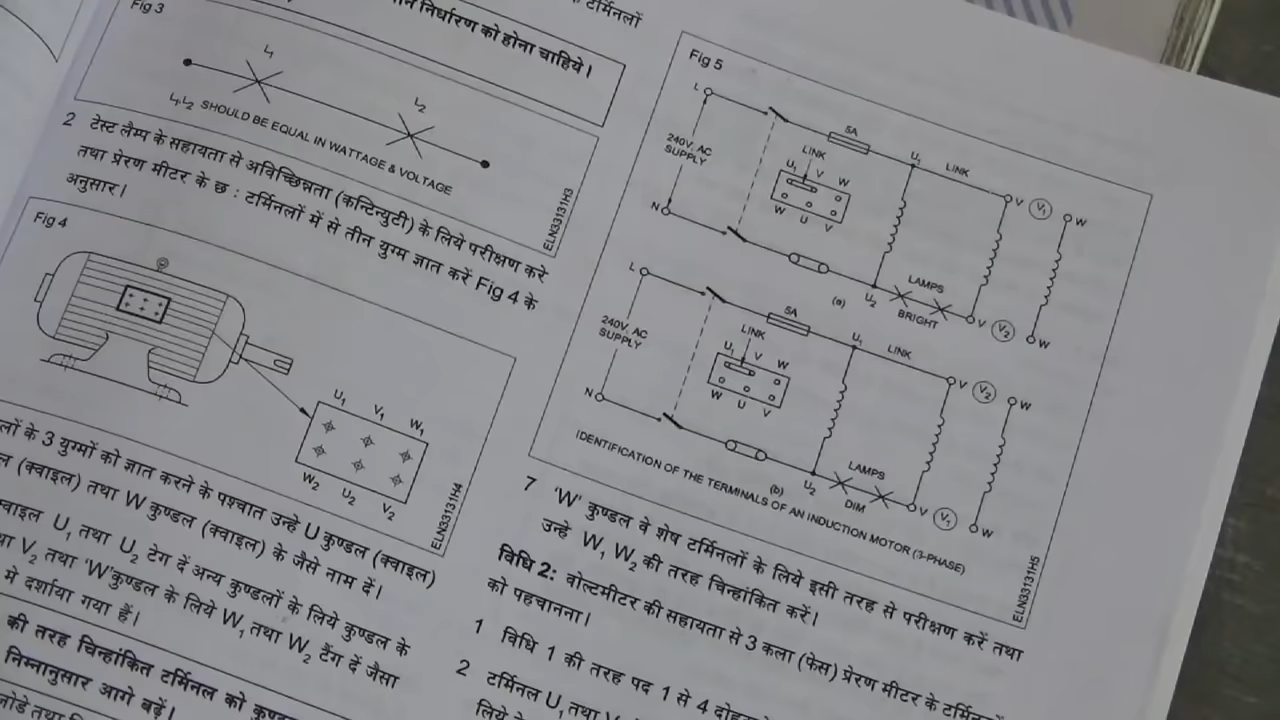 Fig 3
L1
L2
L1,L2 SHOULD BE EQUAL IN WATTAGE & VOLTAGE
ELN33131H3
निर्धारण को होना चाहिये।
टर्मिनलों
2 टेस्ट लैम्प के सहायता से अविच्छिन्नता (कन्टिन्युटी) के लिये परीक्षण करे
तथा प्रेरण मीटर के छ : टर्मिनलों में से तीन युग्म ज्ञात करें Fig 4 के
अनुसार।
Fig 4
U1 V1 W1
W2 U2 V2
ELN33131H4
के 3 युग्मों को ज्ञात करने के पश्चात उन्हे U कुण्डल (क्वाइल)
(क्वाइल) तथा W कुण्डल (क्वाइल) के जैसे नाम दें।
U1 तथा U2 टेग दें अन्य कुण्डलों के लिये कुण्डल के
V2 तथा 'W'कुण्डल के लिये W1 तथा W2 टैंग दें जैसा
मे दर्शाया गया हैं।
की तरह चिन्हांकित टर्मिनल को
निम्नानुसार आगे बढ़ें।
Fig 5
L
240V, AC
SUPPLY
N
5A
LINK
U1 V W
W U V
U1
LINK
V
V1
W
U2
LAMPS
BRIGHT
V
V2
W
(a)
L
240V, AC
SUPPLY
N
5A
LINK
U1 V W
W U V
U1
LINK
V
V2
W
U2
LAMPS
DIM
V
V1
W
(b)
IDENTIFICATION OF THE TERMINALS OF AN INDUCTION MOTOR (3-PHASE)
ELN33131H5
7 'W' कुण्डल वे शेष टर्मिनलों के लिये इसी तरह से परीक्षण करें तथा
उन्हे W1 W2 की तरह चिन्हांकित करें।
विधि 2: वोल्टमीटर की सहायता से 3 कला (फेस) प्रेरण मीटर के
को पहचानना।
1 विधि 1 की तरह पद 1 से 4
2 टर्मिनल U1 तथा
लिये